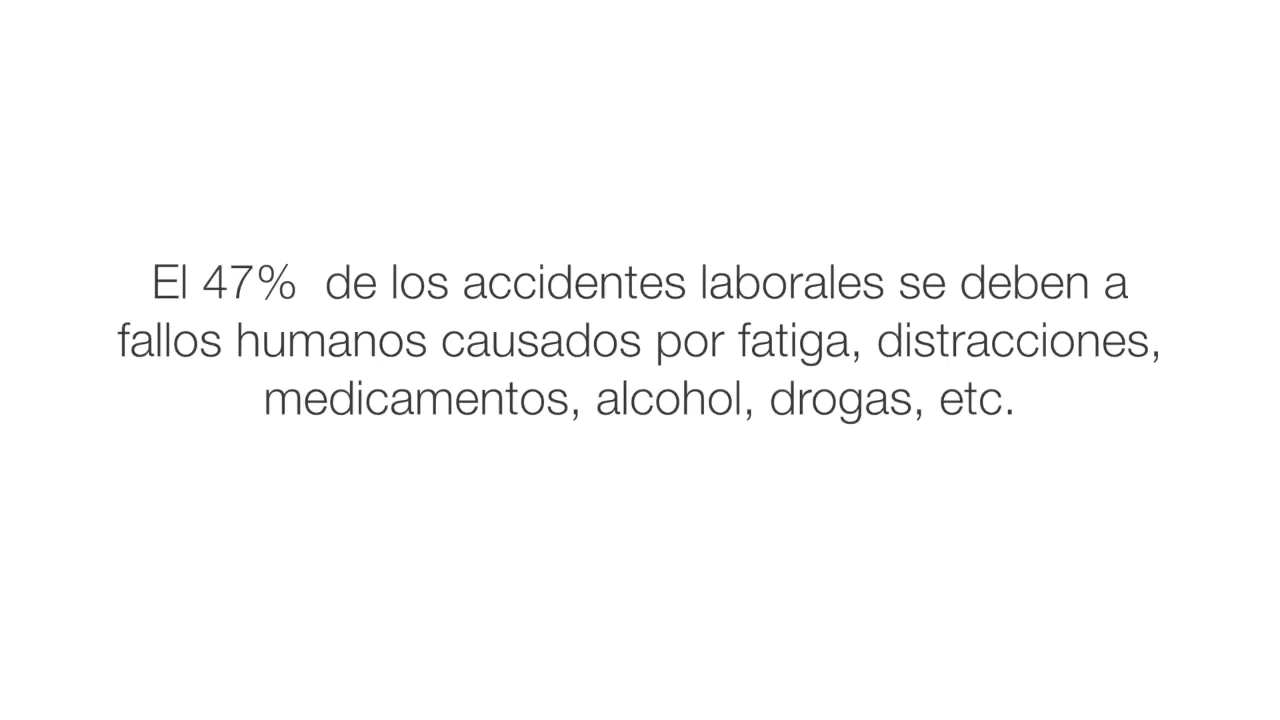 El 47%  de los accidentes laborales se deben a
fallos humanos causados por fatiga, distracciones,
medicamentos, alcohol, drogas, etc.